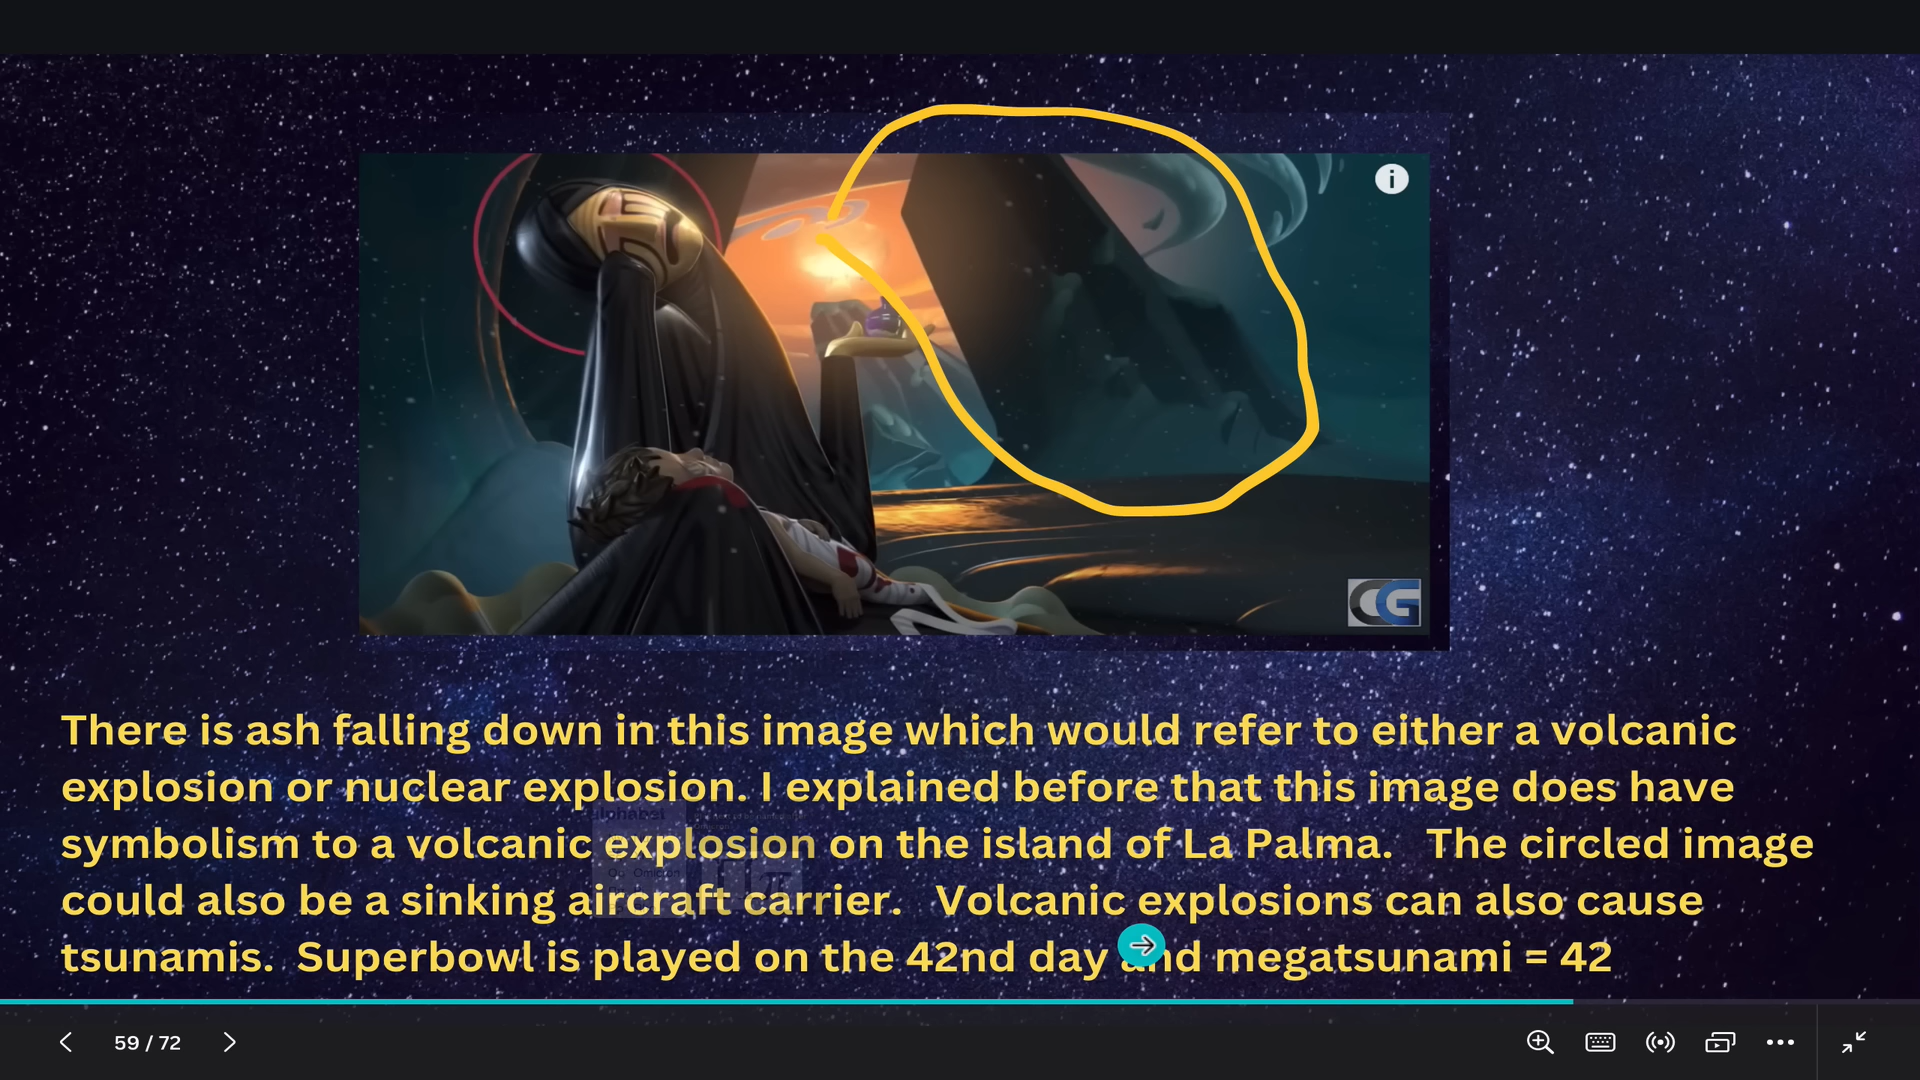 i
CG
There is ash falling down in this image which would refer to either a volcanic
explosion or nuclear explosion. I explained before that this image does have
symbolism to a volcanic explosion on the island of La Palma. The circled image
could also be a sinking aircraft carrier. Volcanic explosions can also cause
tsunamis. Superbowl is played on the 42nd day and megatsunami = 42
59 / 72